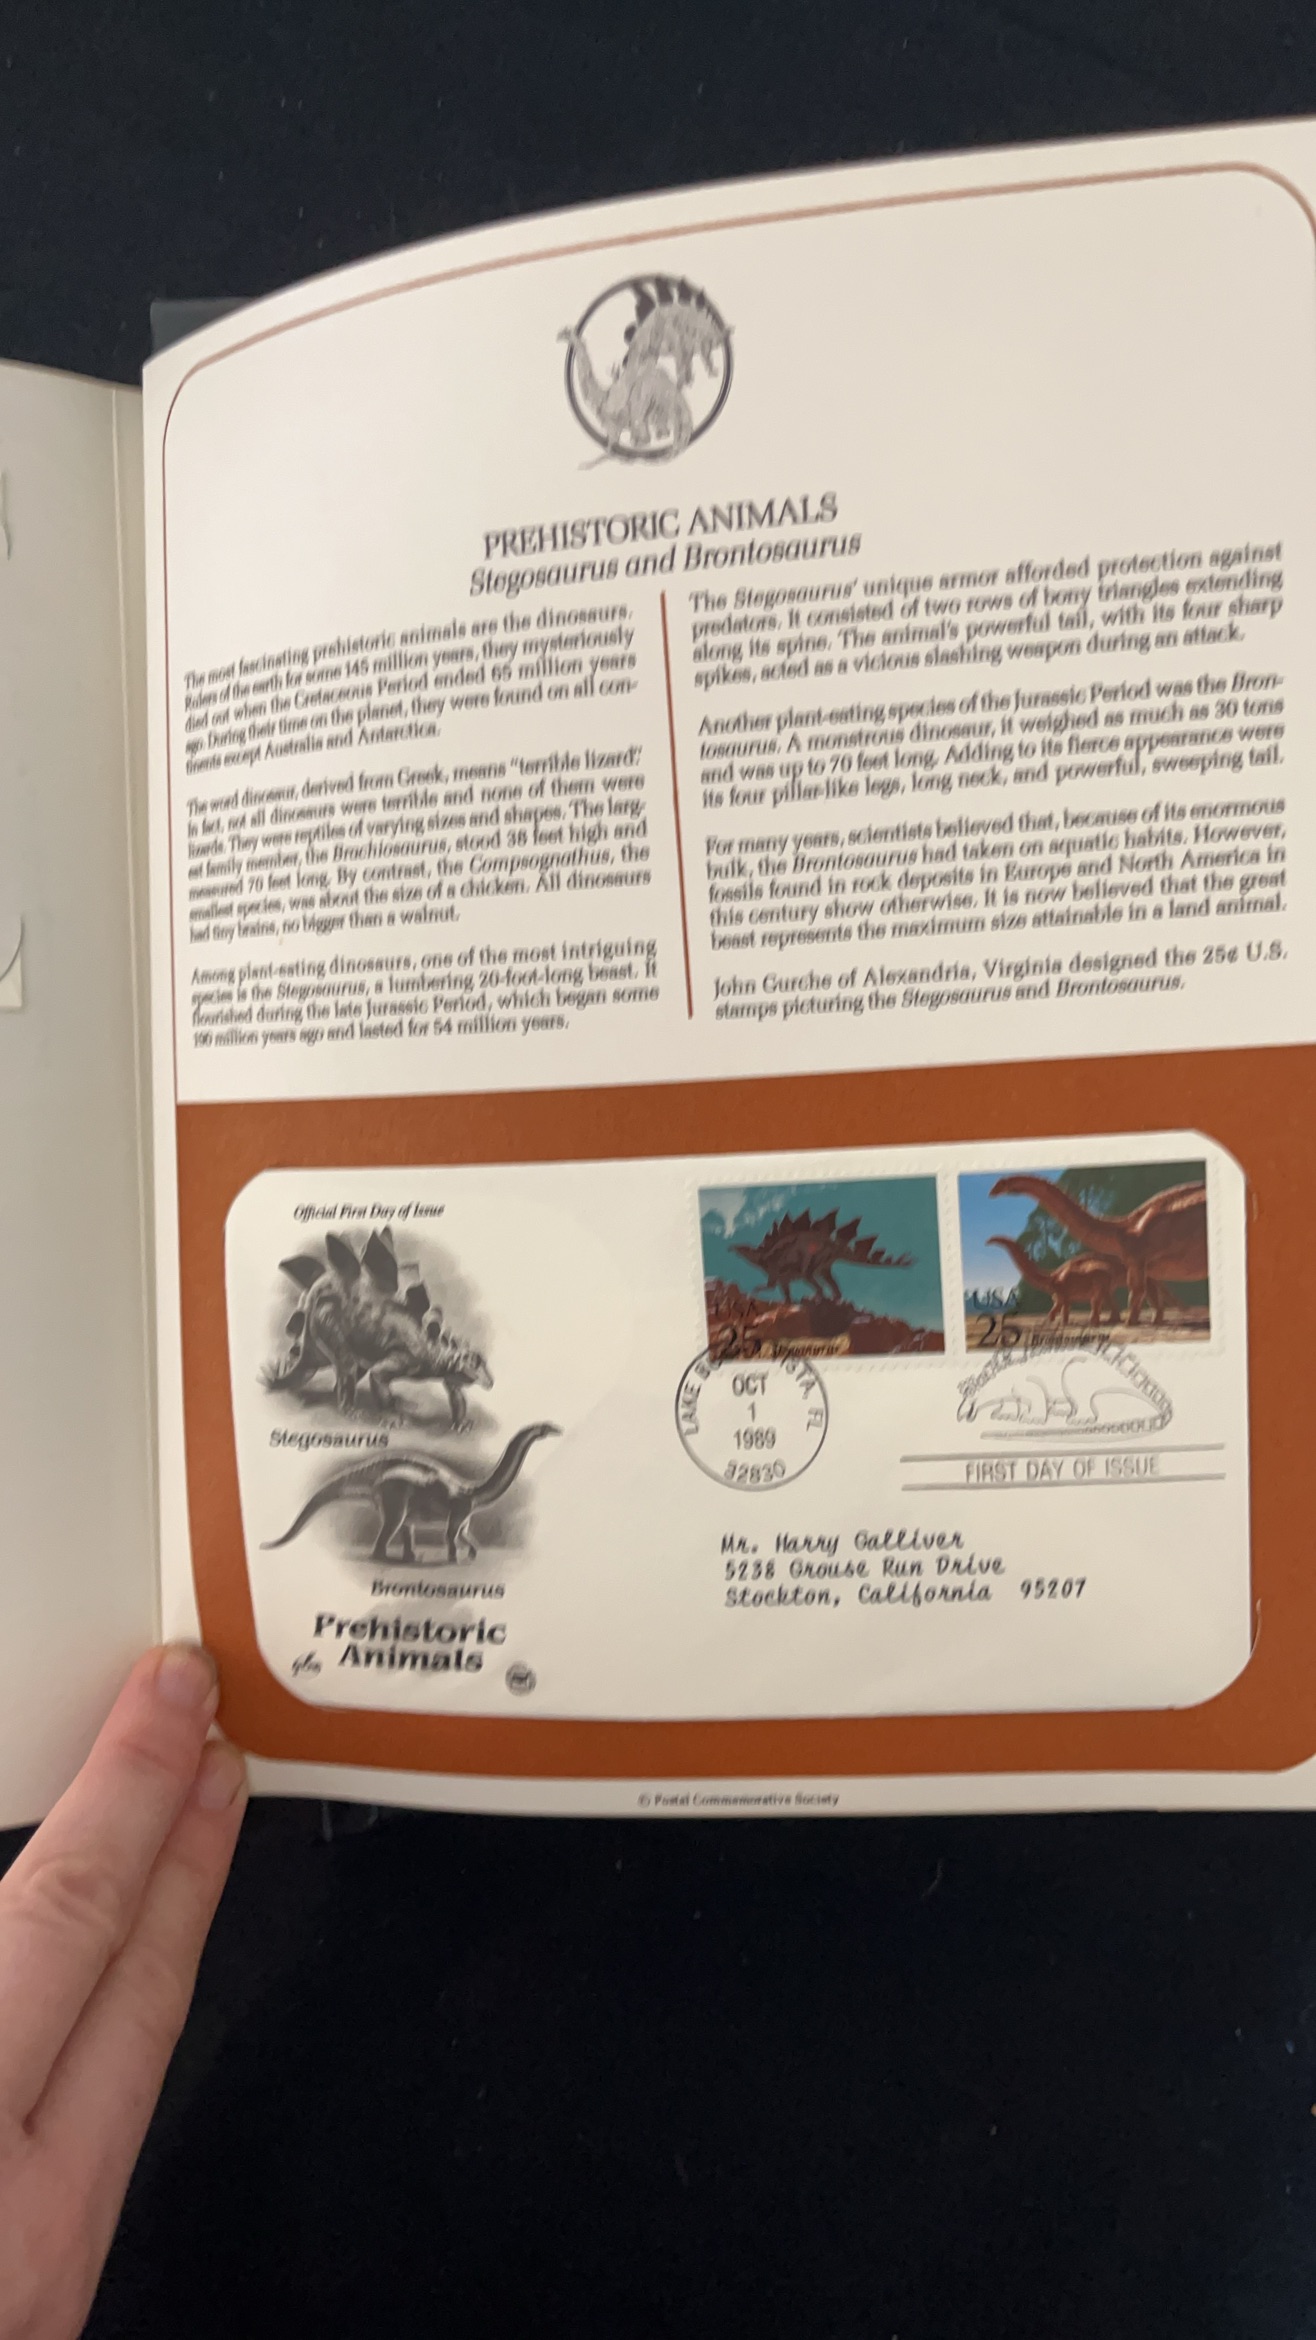 PREHISTORIC ANIMALS
Stegosaurus and Brontosaurus
The most fascinating prehistoric animals are the dinosaurs.
Rulers of the earth for some 145 million years, they mysteriously
died out when the Cretaceous Period ended 65 million years
ago. During their time on the planet, they were found on all con-
tinents except Australia and Antarctica.
The word dinosaur, derived from Greek, means "terrible lizard."
In fact, not all dinosaurs were terrible and none of them were
lizards. They were reptiles of varying sizes and shapes. The larg-
est family member, the Brachiosaurus, stood 38 feet high and
measured 70 feet long. By contrast, the Compsognathus, the
smallest species, was about the size of a chicken. All dinosaurs
had tiny brains, no bigger than a walnut.
Among plant-eating dinosaurs, one of the most intriguing
species is the Stegosaurus, a lumbering 20-foot-long beast. It
flourished during the late Jurassic Period, which began some
190 million years ago and lasted for 54 million years.
The Stegosaurus' unique armor afforded protection against
predators. It consisted of two rows of bony triangles extending
along its spine. The animal's powerful tail, with its four sharp
spikes, acted as a vicious slashing weapon during an attack.
Another plant-eating species of the Jurassic Period was the Bron-
tosaurus. A monstrous dinosaur, it weighed as much as 30 tons
and was up to 70 feet long. Adding to its fierce appearance were
its four pillar-like legs, long neck, and powerful, sweeping tail.
For many years, scientists believed that, because of its enormous
bulk, the Brontosaurus had taken on aquatic habits. However,
fossils found in rock deposits in Europe and North America in
this century show otherwise. It is now believed that the great
beast represents the maximum size attainable in a land animal.
John Gurche of Alexandria, Virginia designed the 25¢ U.S.
stamps picturing the Stegosaurus and Brontosaurus.
Official First Day of Issue
Stegosaurus
Brontosaurus
Prehistoric
Animals
USA
25 Stegosaurus
USA
25 Brontosaurus
LAKE VISTA, FL
OCT
1
1989
32830
FIRST DAY OF ISSUE
Mr. Harry Galliver
5238 Grouse Run Drive
Stockton, California 95207
© Postal Commemorative Society